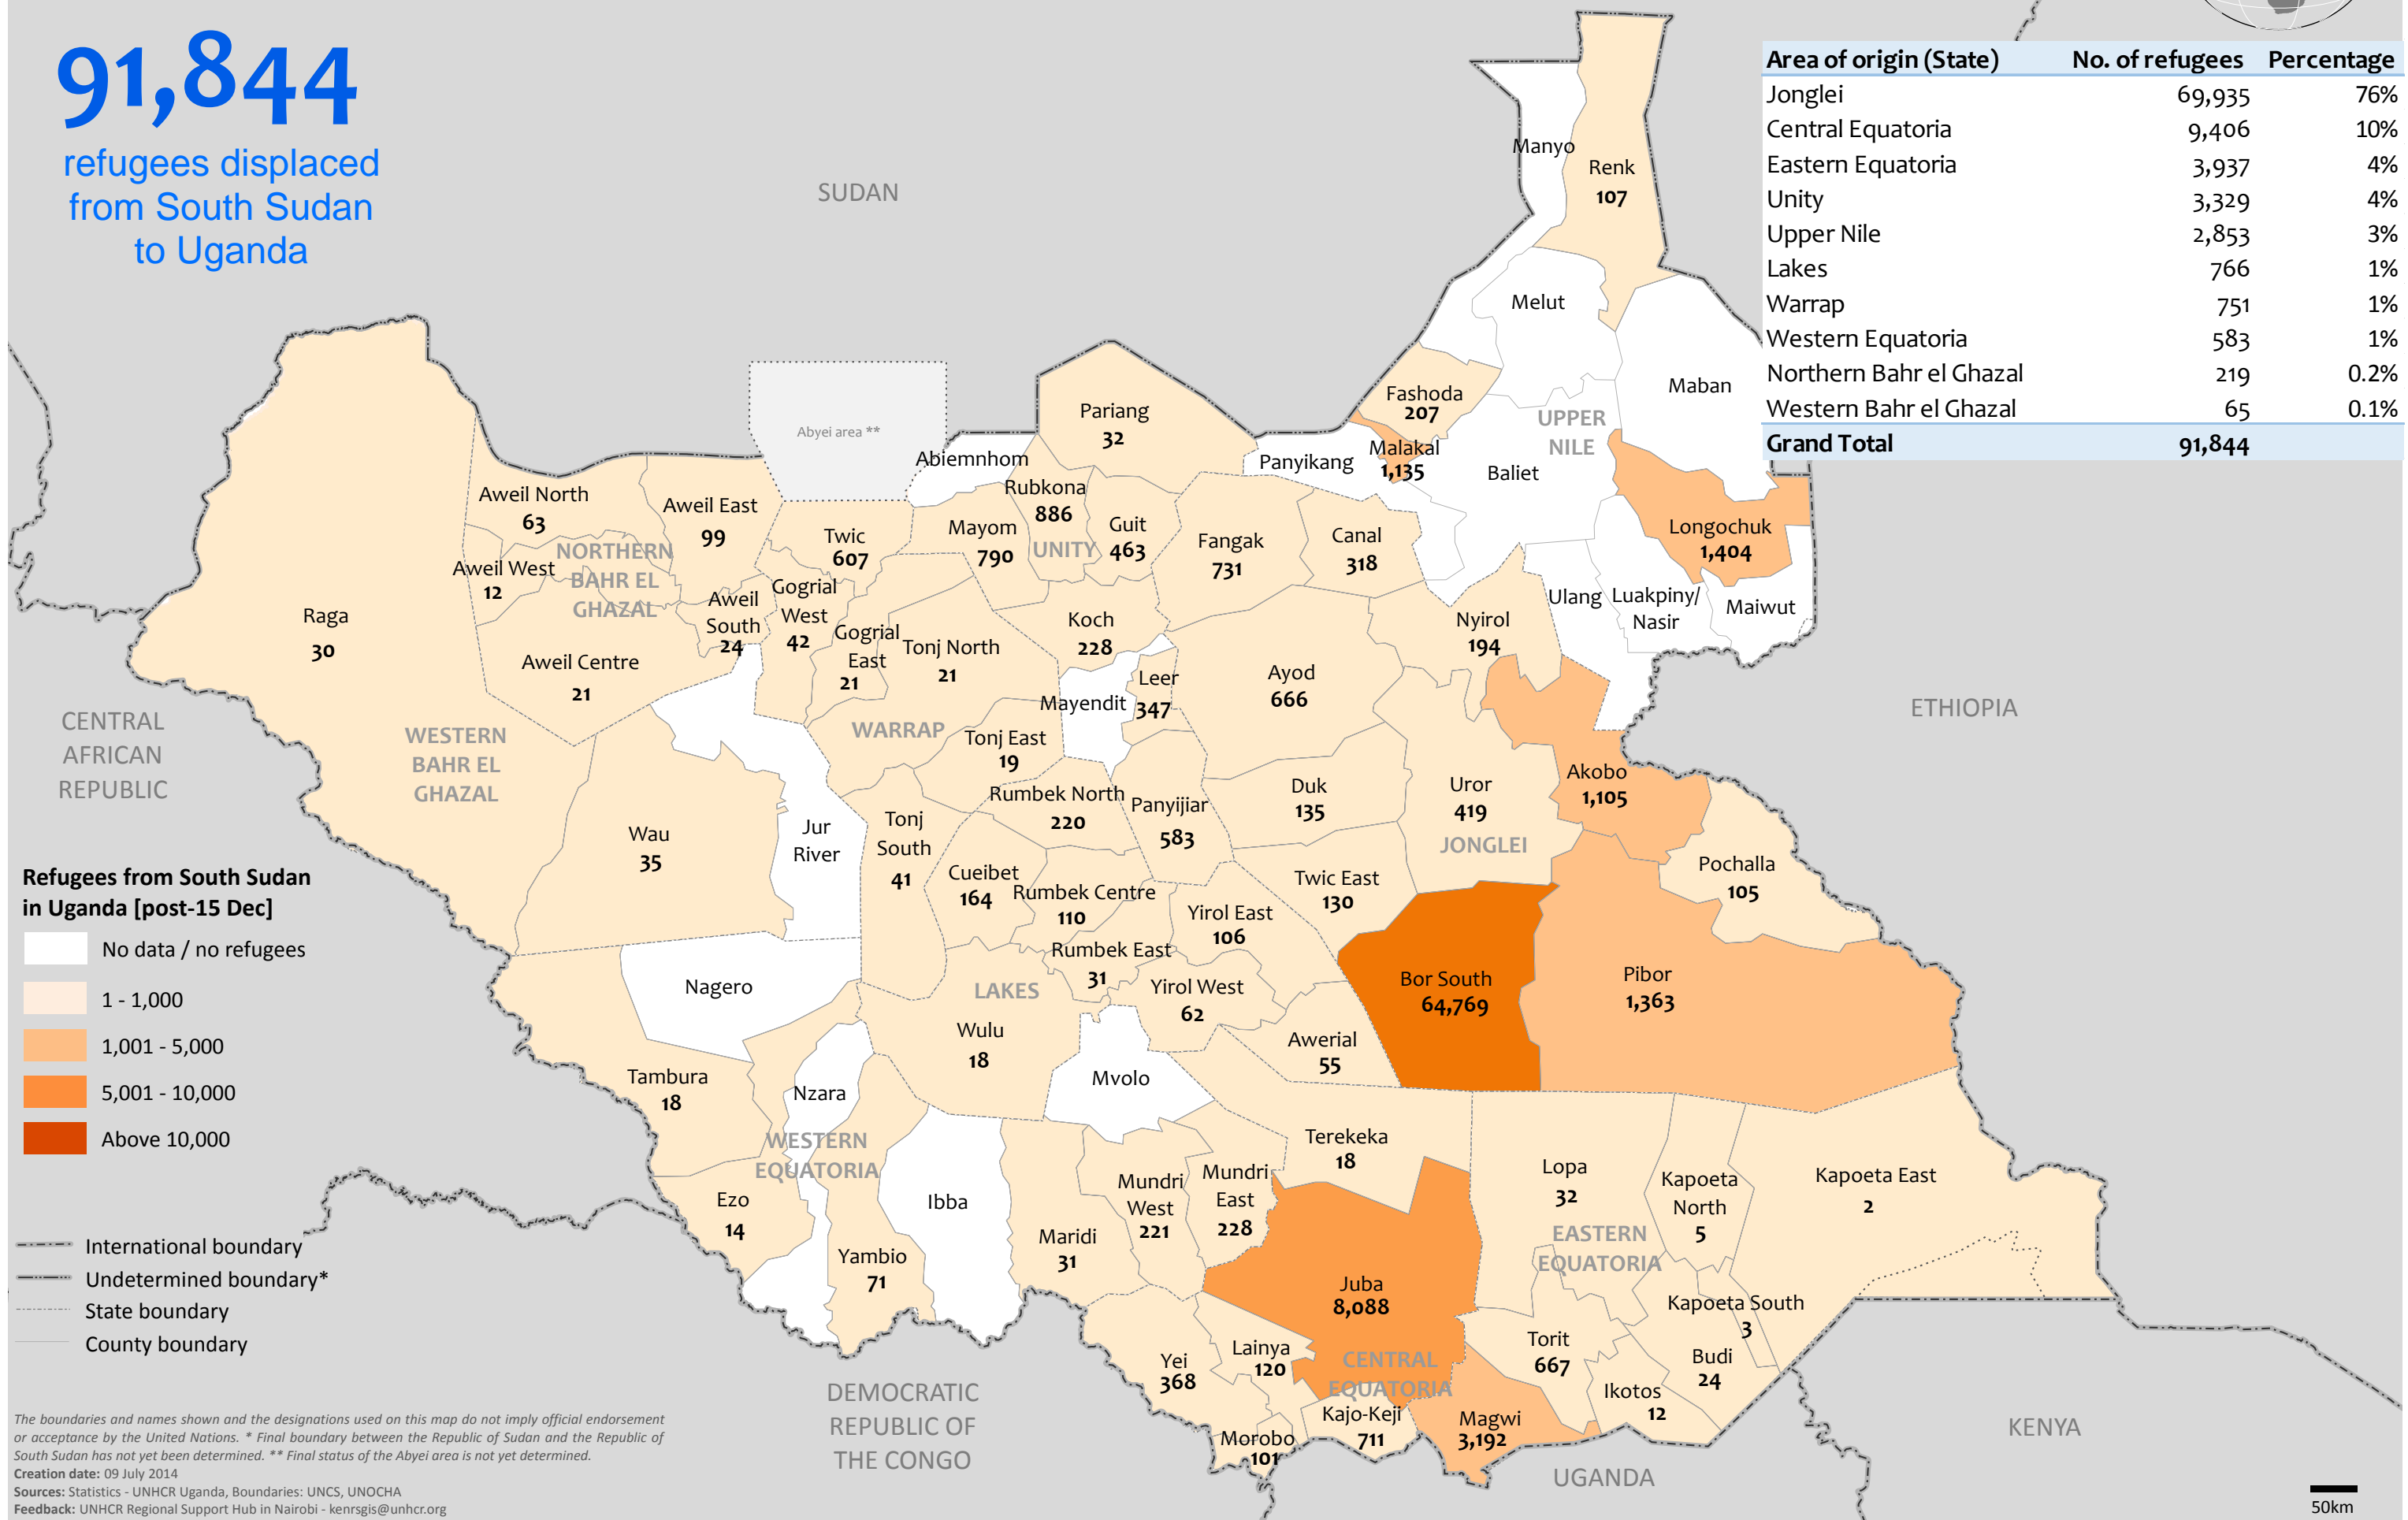 91,844
refugees displaced
from South Sudan
to Uganda
Area of origin (State) No. of refugees Percentage
Jonglei 69,935 76%
Central Equatoria 9,406 10%
Eastern Equatoria 3,937 4%
Unity 3,329 4%
Upper Nile 2,853 3%
Lakes 766 1%
Warrap 751 1%
Western Equatoria 583 1%
Northern Bahr el Ghazal 219 0.2%
Western Bahr el Ghazal 65 0.1%
Grand Total 91,844
SUDAN
Manyo
Renk
107
Melut
Maban
Fashoda
207
UPPER
NILE
Malakal
1,135
Panyikang
Baliet
Longochuk
1,404
Ulang
Luakpiny/
Nasir
Maiwut
Abyei area **
Abiemnhom
Pariang
32
Rubkona
886
Guit
463
Mayom
790
UNITY
Fangak
731
Canal
318
Aweil North
63
Aweil East
99
Twic
607
NORTHERN
BAHR EL
GHAZAL
Aweil West
12
Aweil
South
24
Gogrial
West
42
Gogrial
East
21
Tonj North
21
Koch
228
Nyirol
194
Raga
30
Aweil Centre
21
Mayendit
Leer
347
Ayod
666
ETHIOPIA
CENTRAL
AFRICAN
REPUBLIC
WESTERN
BAHR EL
GHAZAL
WARRAP
Tonj East
19
Akobo
1,105
Duk
135
Uror
419
JONGLEI
Rumbek North
220
Panyijiar
583
Wau
35
Jur
River
Tonj
South
41
Cueibet
164
Rumbek Centre
110
Twic East
130
Pochalla
105
Yirol East
106
Rumbek East
31
Yirol West
62
LAKES
Bor South
64,769
Pibor
1,363
Nagero
Wulu
18
Awerial
55
Mvolo
Tambura
18
Nzara
WESTERN
EQUATORIA
Terekeka
18
Lopa
32
Kapoeta
North
5
Kapoeta East
2
Ezo
14
Ibba
Mundri
West
221
Mundri
East
228
Maridi
31
Yambio
71
EASTERN
EQUATORIA
Juba
8,088
Kapoeta South
3
Torit
667
Budi
24
Ikotos
12
Yei
368
Lainya
120
CENTRAL
EQUATORIA
Kajo-Keji
711
Magwi
3,192
Morobo
101
DEMOCRATIC
REPUBLIC OF
THE CONGO
UGANDA
KENYA
50km
Refugees from South Sudan
in Uganda [post-15 Dec]
No data / no refugees
1 - 1,000
1,001 - 5,000
5,001 - 10,000
Above 10,000
International boundary
Undetermined boundary*
State boundary
County boundary
The boundaries and names shown and the designations used on this map do not imply official endorsement
or acceptance by the United Nations. * Final boundary between the Republic of Sudan and the Republic of
South Sudan has not yet been determined. ** Final status of the Abyei area is not yet determined.
Creation date: 09 July 2014
Sources: Statistics - UNHCR Uganda, Boundaries: UNCS, UNOCHA
Feedback: UNHCR Regional Support Hub in Nairobi - kenrsgis@unhcr.org